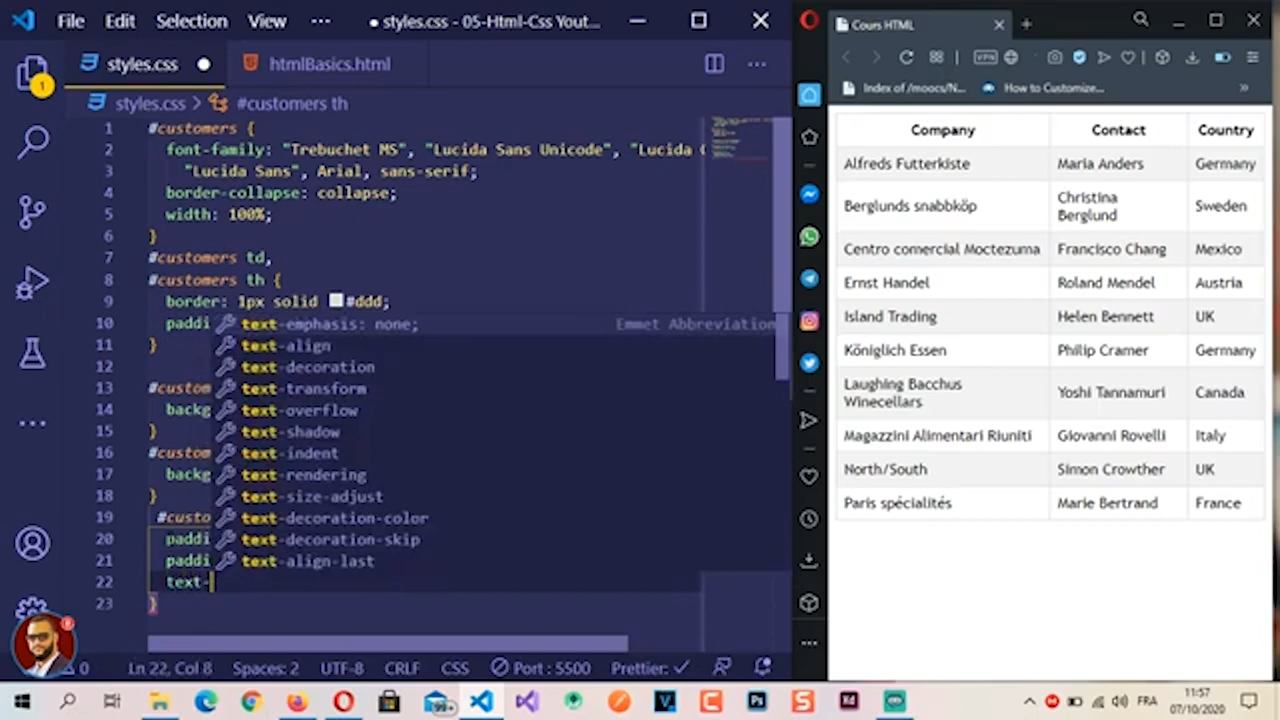 File Edit Selection View ··· ● styles.css - 05-Html-Css Yout...
styles.css ● htmlBasics.html
styles.css > #customers th
1 #customers {
2 font-family: "Trebuchet MS", "Lucida Sans Unicode", "Lucida
3 "Lucida Sans", Arial, sans-serif;
4 border-collapse: collapse;
5 width: 100%;
6 }
7 #customers td,
8 #customers th {
9 border: 1px solid #ddd;
10 paddi
text-emphasis: none; Emmet Abbreviation
11 }
text-align
12
text-decoration
13 #custom
text-transform
14 backg
text-overflow
15 }
text-shadow
16 #custom
text-indent
17 backg
text-rendering
18 }
text-size-adjust
19 #custo
text-decoration-color
20 paddi
text-decoration-skip
21 paddi
text-align-last
22 text-
23 }
1
0 Ln 22, Col 8 Spaces: 2 UTF-8 CRLF CSS Port : 5500 Prettier: ✓
Cours HTML
VPN
Index of /moocs/N... How to Customize... »
Company Contact Country
Alfreds Futterkiste Maria Anders Germany
Berglunds snabbköp Christina Berglund Sweden
Centro comercial Moctezuma Francisco Chang Mexico
Ernst Handel Roland Mendel Austria
Island Trading Helen Bennett UK
Königlich Essen Philip Cramer Germany
Laughing Bacchus Winecellars Yoshi Tannamuri Canada
Magazzini Alimentari Riuniti Giovanni Rovelli Italy
North/South Simon Crowther UK
Paris spécialités Marie Bertrand France
99+ Ps Xd FRA 11:57
07/10/2020